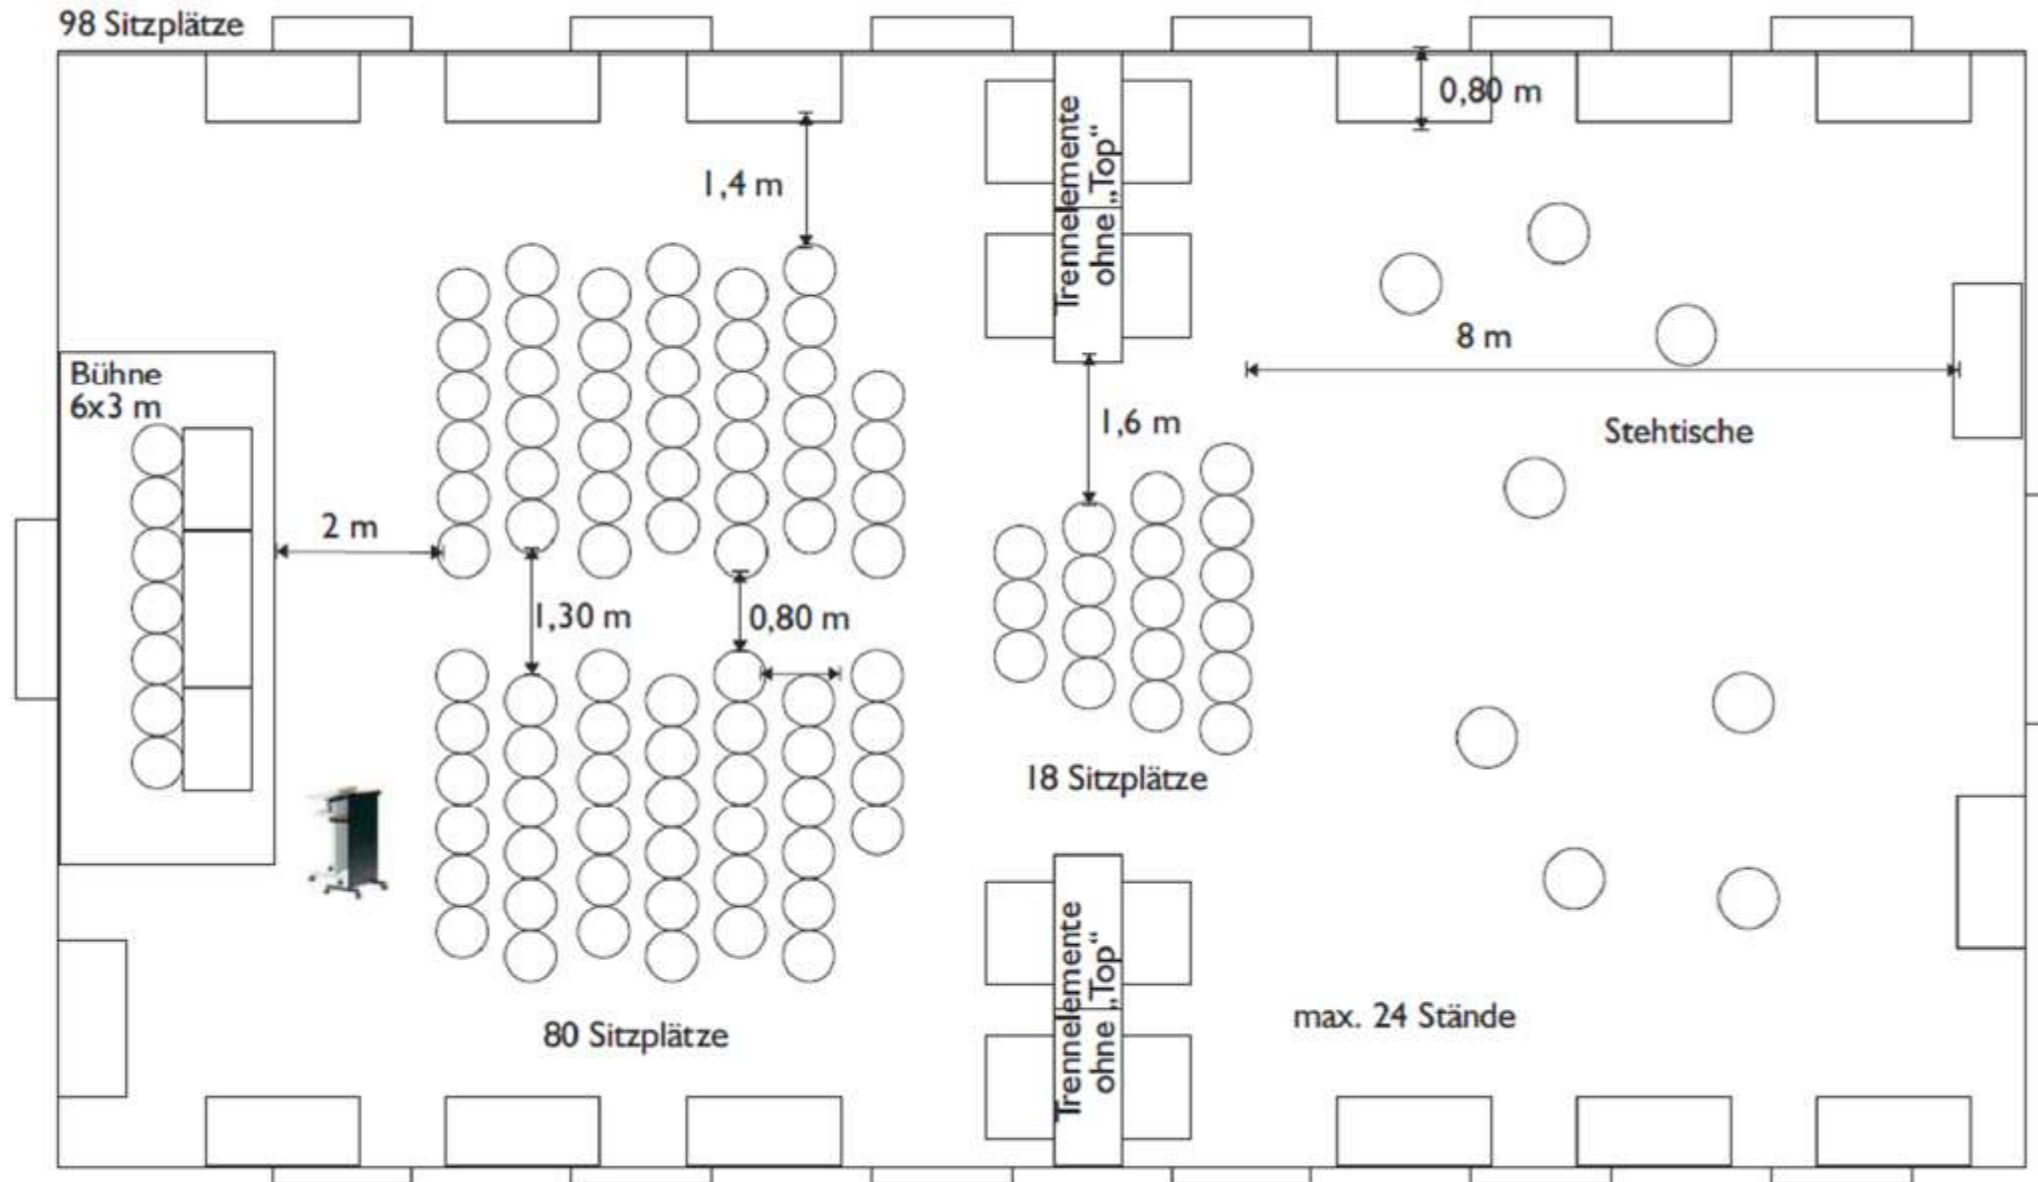 98 Sitzplätze
0,80 m
1,4 m
Trennelemente
ohne „Top“
8 m
Bühne
6x3 m
1,6 m
Stehtische
2 m
1,30 m
0,80 m
18 Sitzplätze
Trennelemente
ohne „Top“
max. 24 Stände
80 Sitzplätze